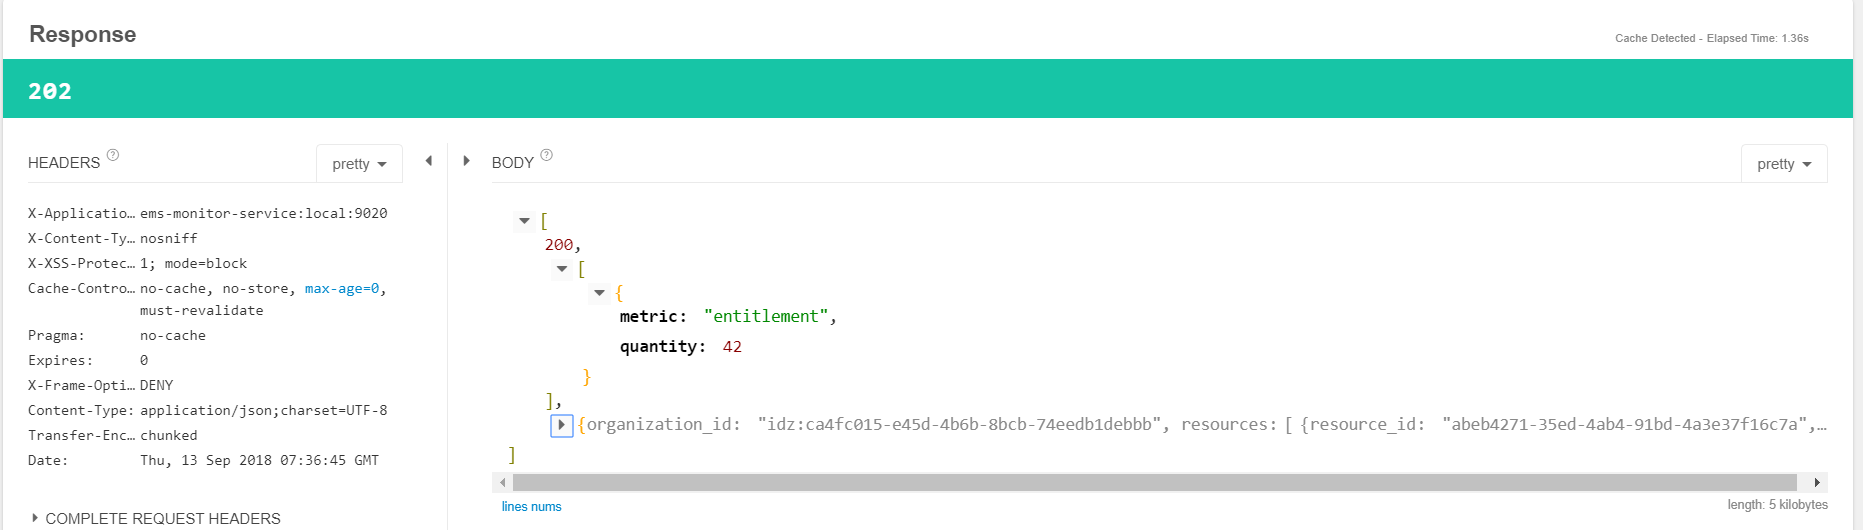 Response
Cache Detected - Elapsed Time: 1.36s
202
HEADERS ?
pretty
X-Applicatio… ems-monitor-service:local:9020
X-Content-Ty… nosniff
X-XSS-Protec… 1; mode=block
Cache-Contro… no-cache, no-store, max-age=0,
must-revalidate
Pragma: no-cache
Expires: 0
X-Frame-Opti… DENY
Content-Type: application/json;charset=UTF-8
Transfer-Enc… chunked
Date: Thu, 13 Sep 2018 07:36:45 GMT
COMPLETE REQUEST HEADERS
BODY ?
pretty
[
200,
[
{
metric: "entitlement",
quantity: 42
}
],
{organization_id: "idz:ca4fc015-e45d-4b6b-8bcb-74eedb1debbb", resources: [ {resource_id: "abeb4271-35ed-4ab4-91bd-4a3e37f16c7a",…
]
lines nums
length: 5 kilobytes